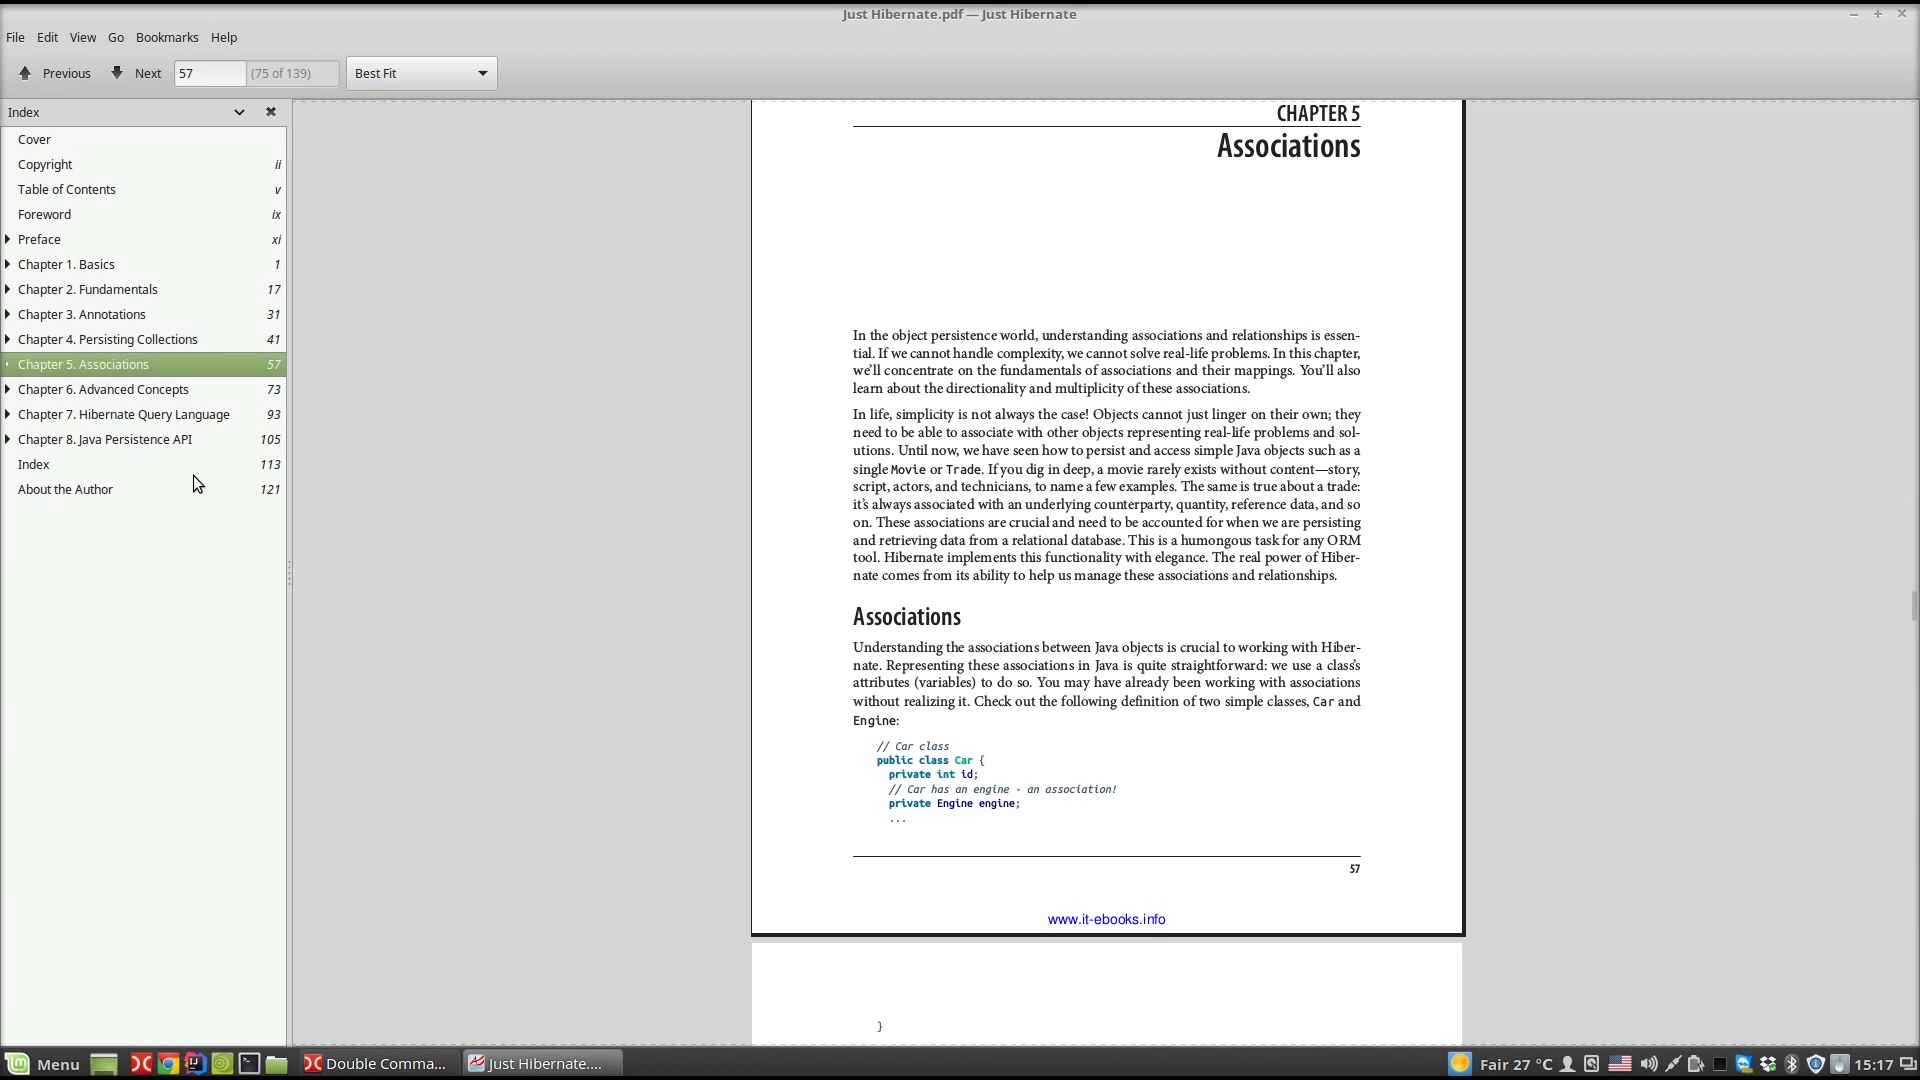 Just Hibernate.pdf — Just Hibernate
File Edit View Go Bookmarks Help
Previous Next 57 (75 of 139) Best Fit
Index
Cover
Copyright ii
Table of Contents v
Foreword ix
Preface xi
Chapter 1. Basics 1
Chapter 2. Fundamentals 17
Chapter 3. Annotations 31
Chapter 4. Persisting Collections 41
Chapter 5. Associations 57
Chapter 6. Advanced Concepts 73
Chapter 7. Hibernate Query Language 93
Chapter 8. Java Persistence API 105
Index 113
About the Author 121
CHAPTER 5
Associations
In the object persistence world, understanding associations and relationships is essen-
tial. If we cannot handle complexity, we cannot solve real-life problems. In this chapter,
we'll concentrate on the fundamentals of associations and their mappings. You'll also
learn about the directionality and multiplicity of these associations.
In life, simplicity is not always the case! Objects cannot just linger on their own; they
need to be able to associate with other objects representing real-life problems and sol-
utions. Until now, we have seen how to persist and access simple Java objects such as a
single Movie or Trade. If you dig in deep, a movie rarely exists without content—story,
script, actors, and technicians, to name a few examples. The same is true about a trade:
it's always associated with an underlying counterparty, quantity, reference data, and so
on. These associations are crucial and need to be accounted for when we are persisting
and retrieving data from a relational database. This is a humongous task for any ORM
tool. Hibernate implements this functionality with elegance. The real power of Hiber-
nate comes from its ability to help us manage these associations and relationships.
Associations
Understanding the associations between Java objects is crucial to working with Hiber-
nate. Representing these associations in Java is quite straightforward: we use a class's
attributes (variables) to do so. You may have already been working with associations
without realizing it. Check out the following definition of two simple classes, Car and
Engine:
// Car class
public class Car {
private int id;
// Car has an engine - an association!
private Engine engine;
...
57
www.it-ebooks.info
}
Menu Double Comma... Just Hibernate.... Fair 27 °C 15:17